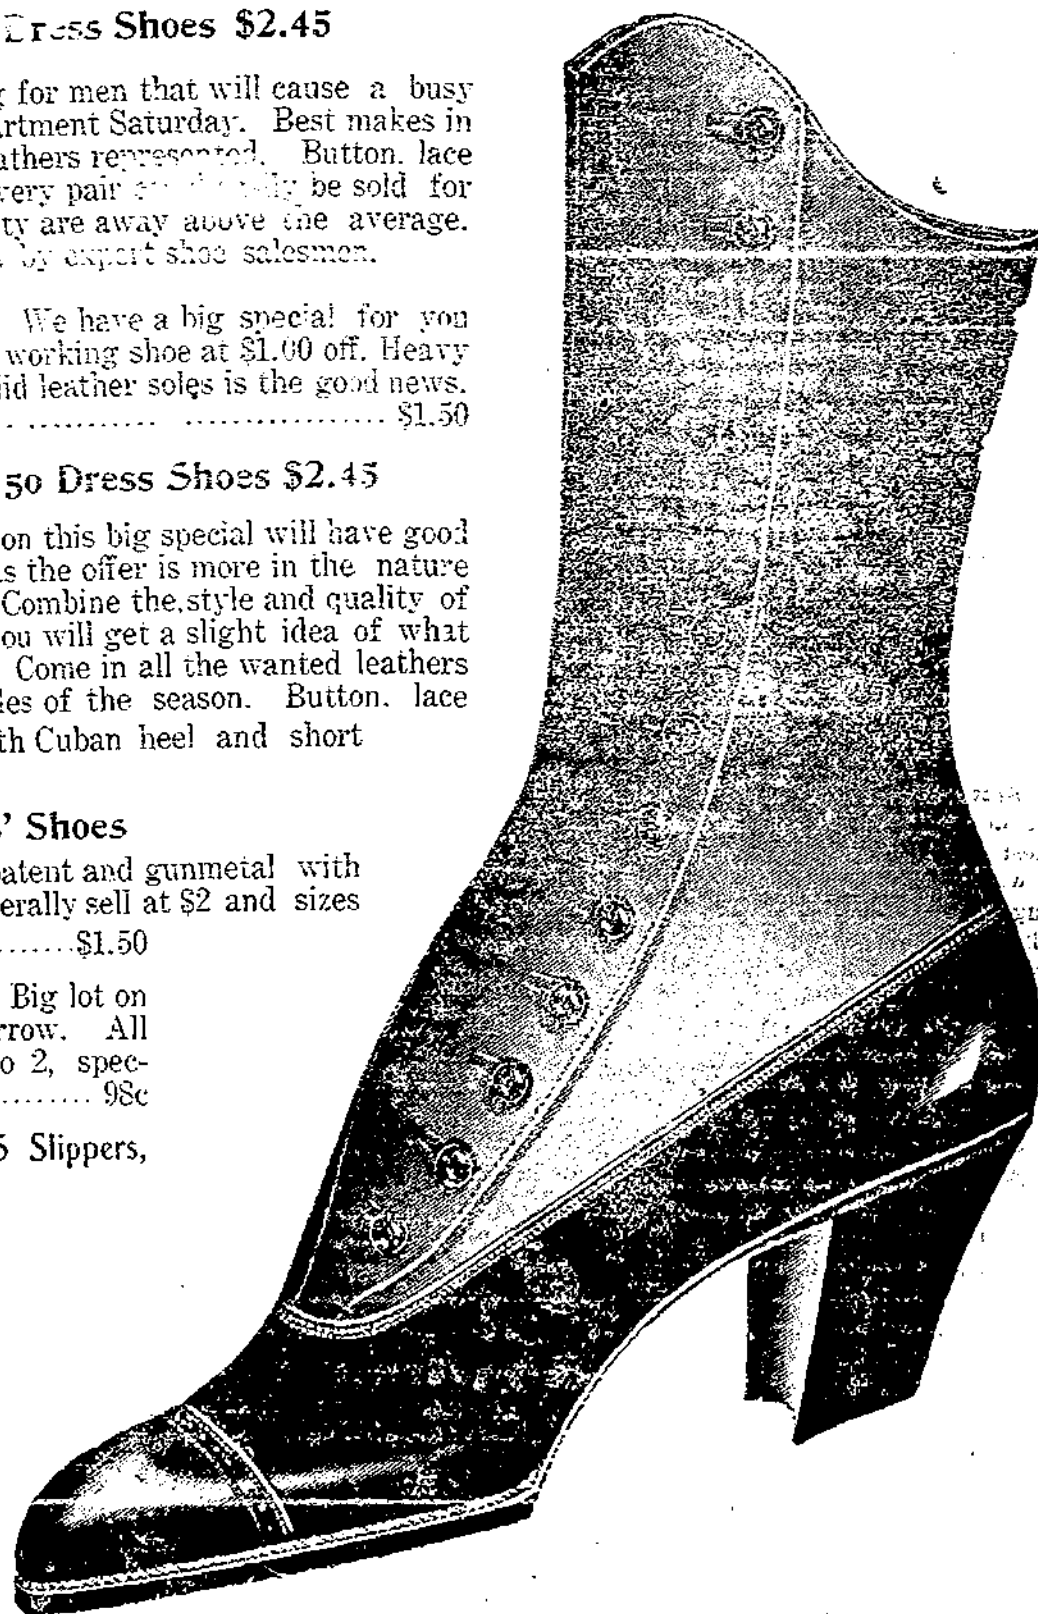 Dress Shoes $2.45
for men that will cause a busy
artment Saturday. Best makes in
athers represented. Button. lace
very pair be sold for
ty are away above the average.
by expert shoe salesmen.
We have a big special for you
working shoe at $1.00 off. Heavy
lid leather soles is the good news.
$1.50
50 Dress Shoes $2.45
on this big special will have good
as the offer is more in the nature
Combine the style and quality of
ou will get a slight idea of what
Come in all the wanted leathers
les of the season. Button. lace
th Cuban heel and short
' Shoes
patent and gunmetal with
erally sell at $2 and sizes
$1.50
Big lot on
rrow. All
o 2, spec-
98c
5 Slippers,